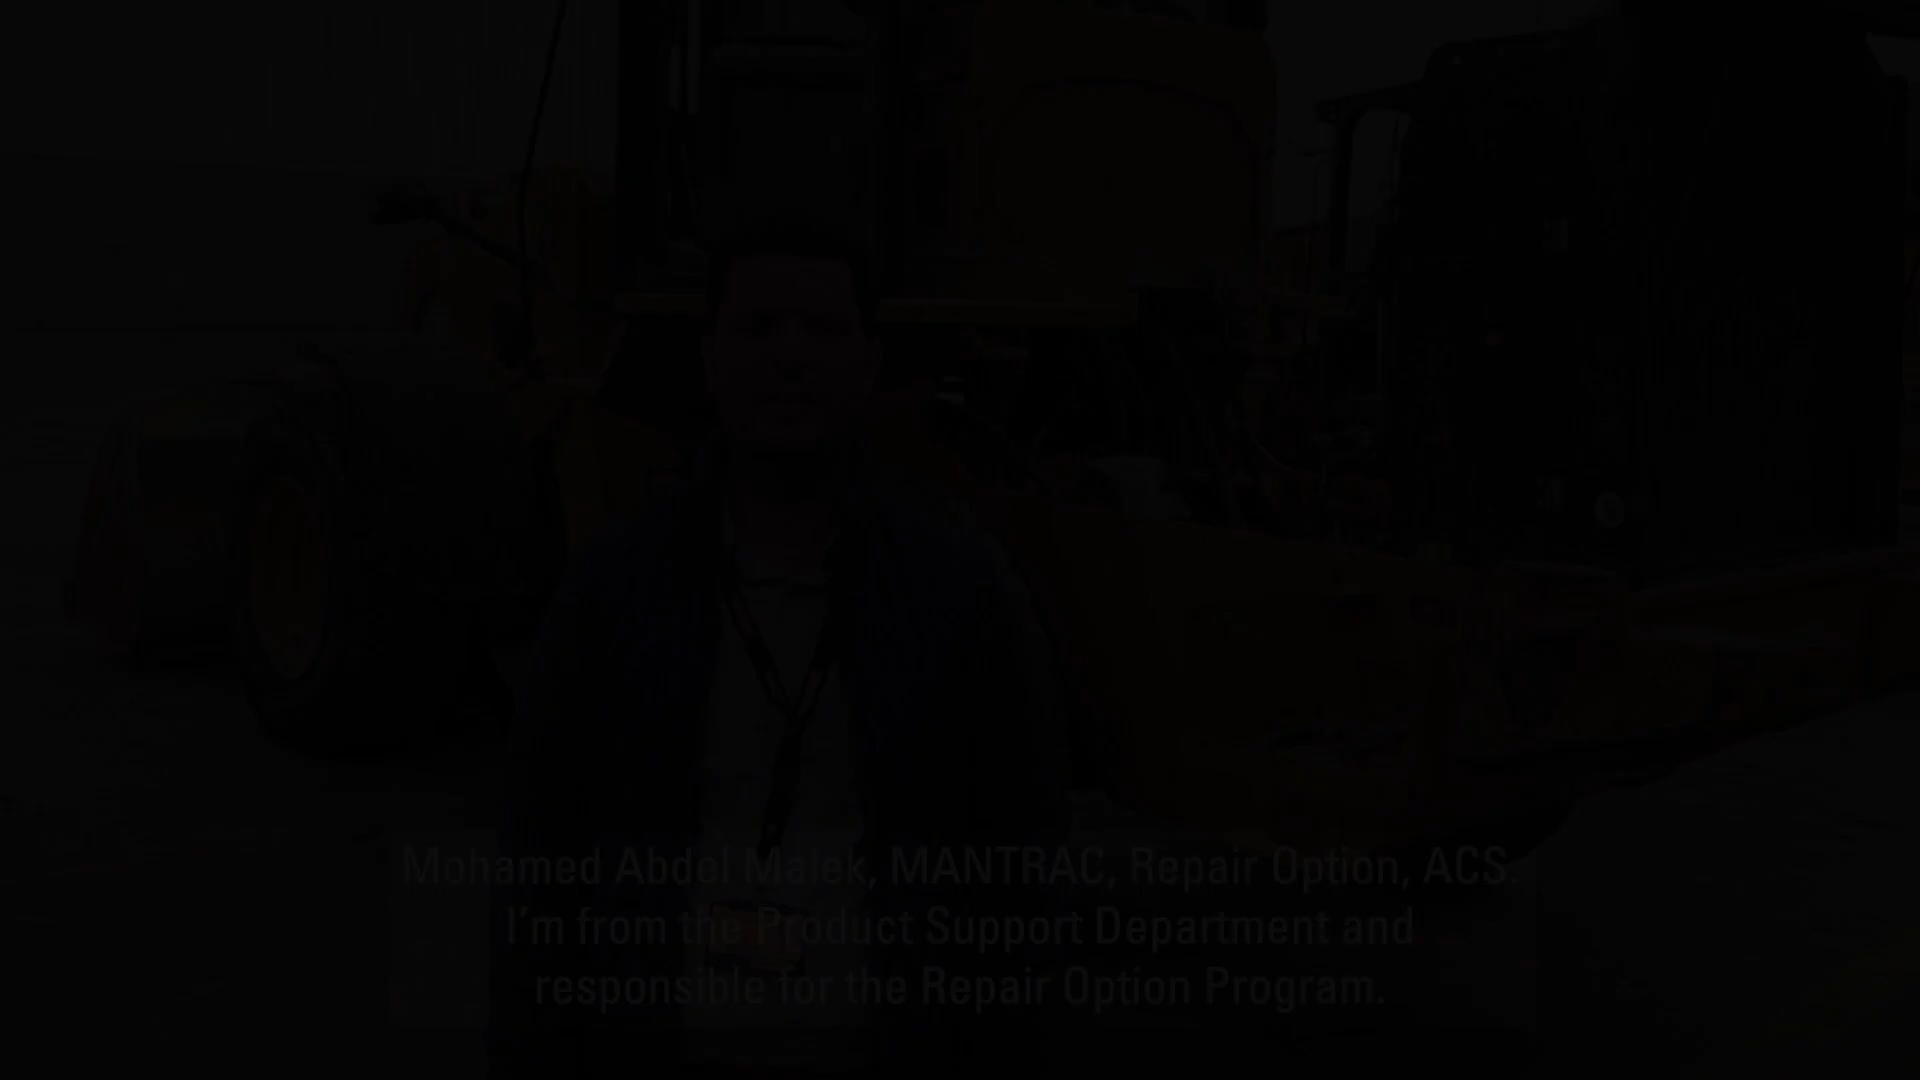 Mohamed Abdel Malek, MANTRAC, Repair Option, ACS.
I'm from the Product Support Department and
responsible for the Repair Option Program.